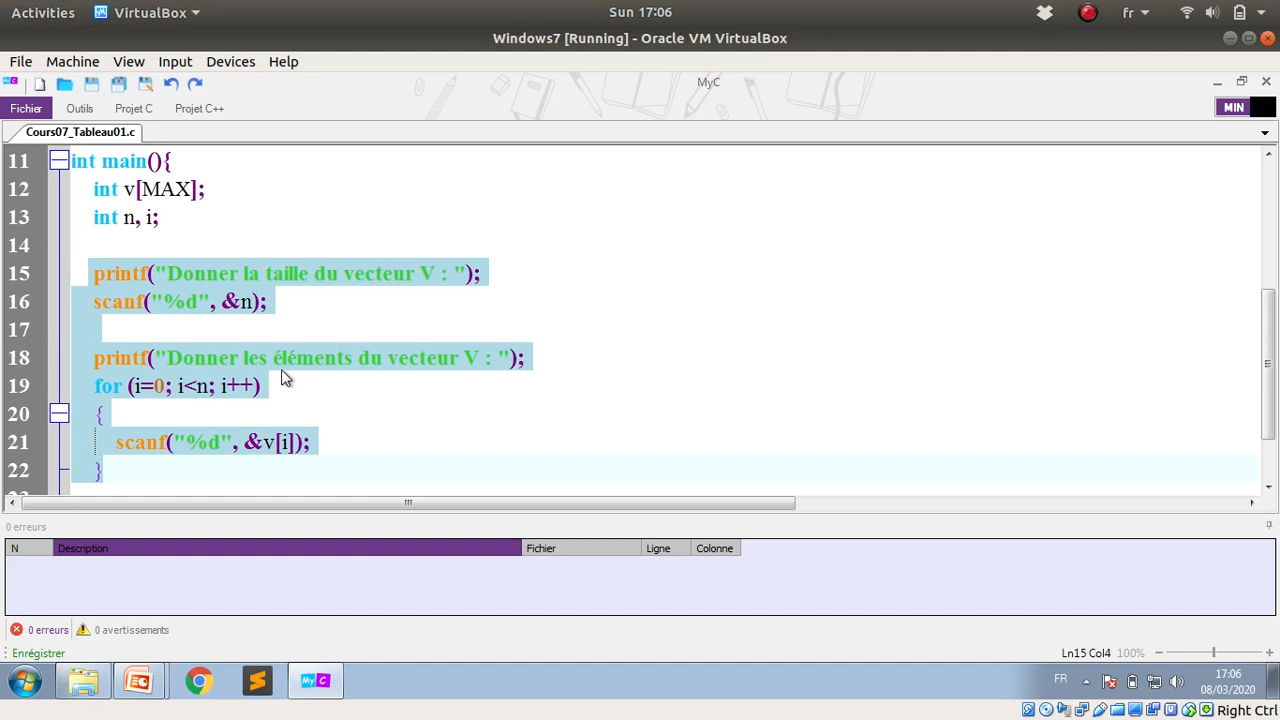 Activities VirtualBox Sun 17:06 fr
Windows7 [Running] - Oracle VM VirtualBox
File Machine View Input Devices Help
MyC
Fichier Outils Projet C Projet C++ MIN
Cours07_Tableau01.c
11 int main(){
12 int v[MAX];
13 int n, i;
14
15 printf("Donner la taille du vecteur V : ");
16 scanf("%d", &n);
17
18 printf("Donner les éléments du vecteur V : ");
19 for (i=0; i<n; i++)
20 {
21 scanf("%d", &v[i]);
22 }
0 erreurs
N Description Fichier Ligne Colonne
0 erreurs 0 avertissements
Enrégistrer Ln15 Col4 100%
MyC FR 17:06
08/03/2020
Right Ctrl